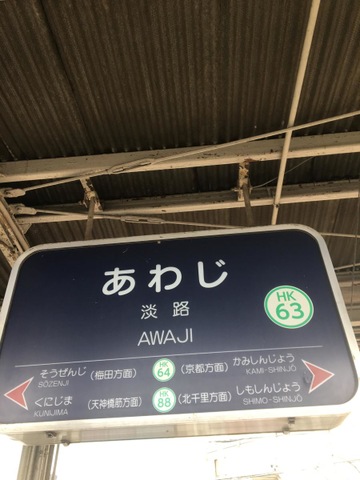 あわじ
淡路
AWAJI
HK
63
そうぜんじ (梅田方面) HK 64 (京都方面) かみしんじょう
SŌZENJI KAMI-SHINJŌ
くにじま (天神橋筋方面) HK 88 (北千里方面) しもしんじょう
KUNIJIMA SHIMO-SHINJŌ